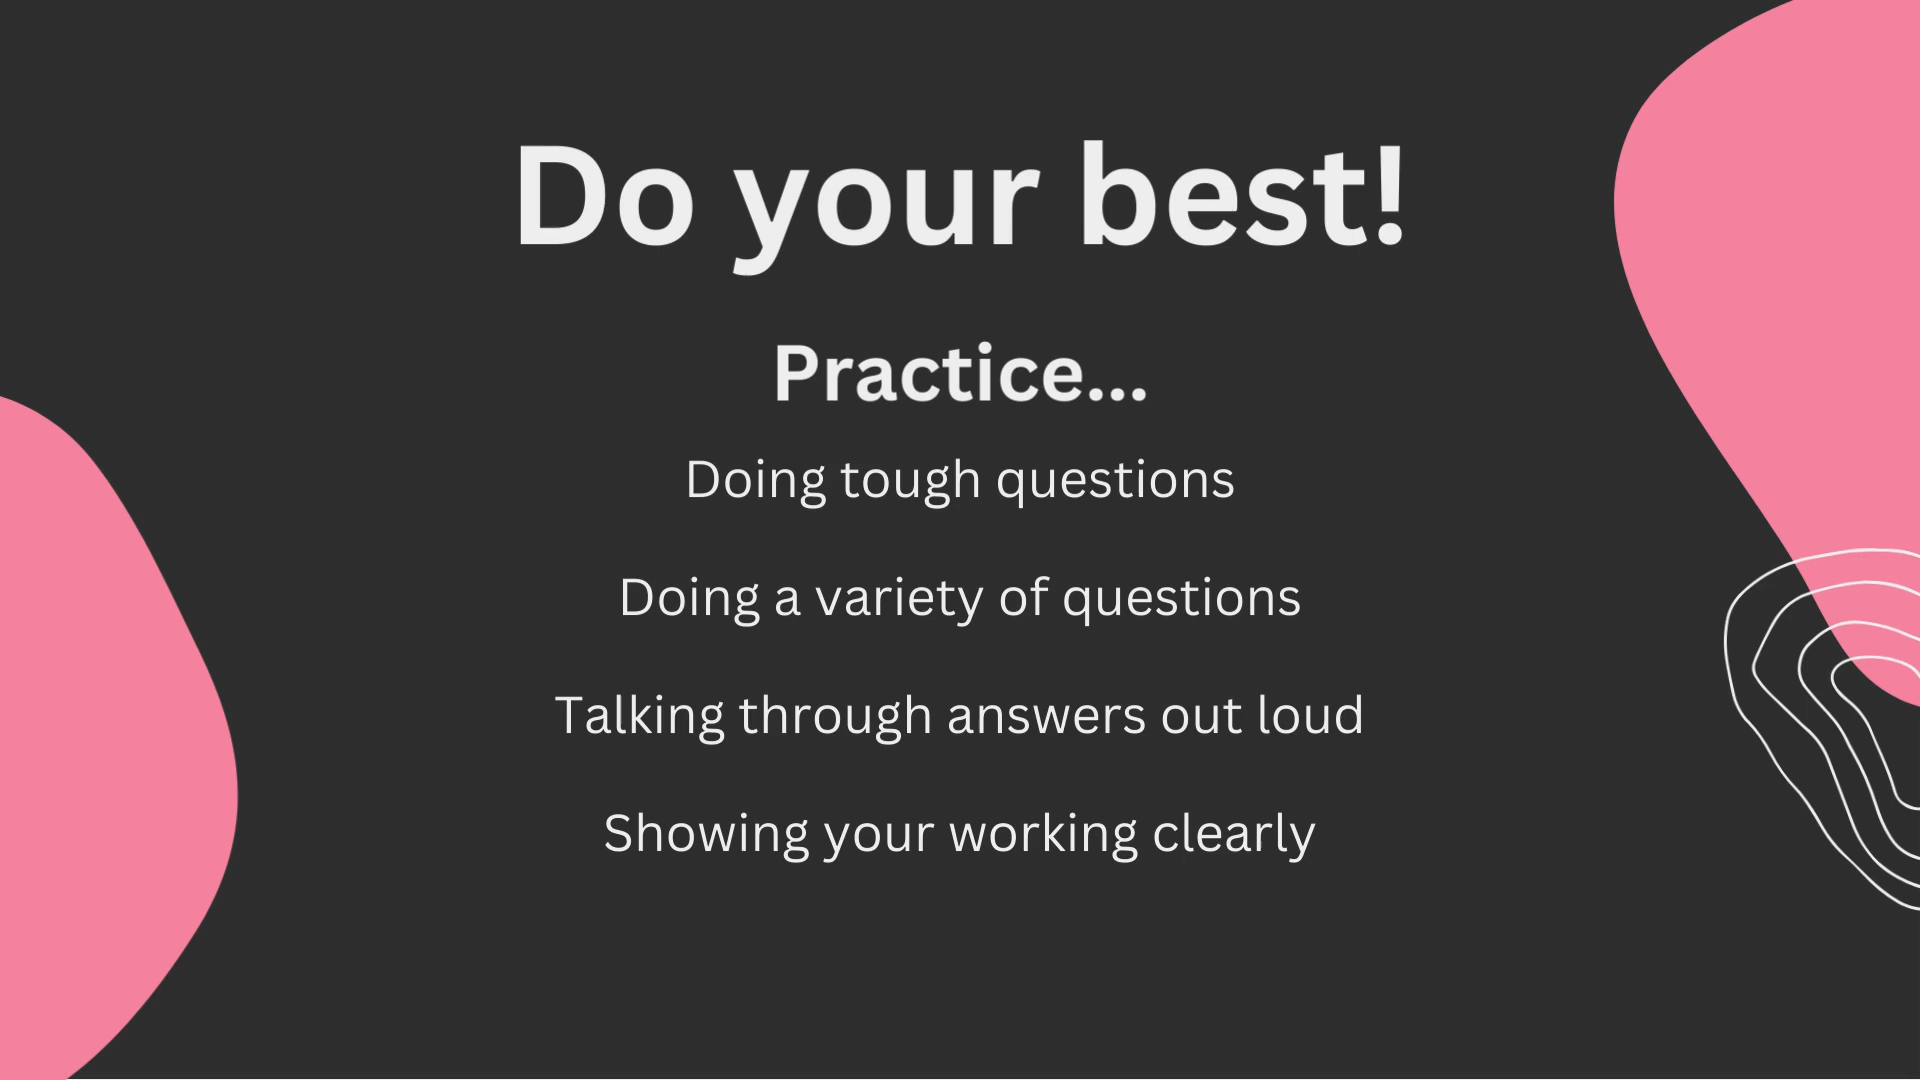 Do your best!
Practice...
Doing tough questions
Doing a variety of questions
Talking through answers out loud
Showing your working clearly